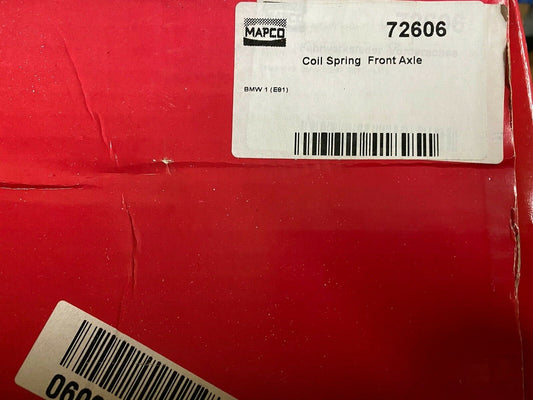 MAPCO
72606
Coil Spring Front Axle
BMW 1 (E81)